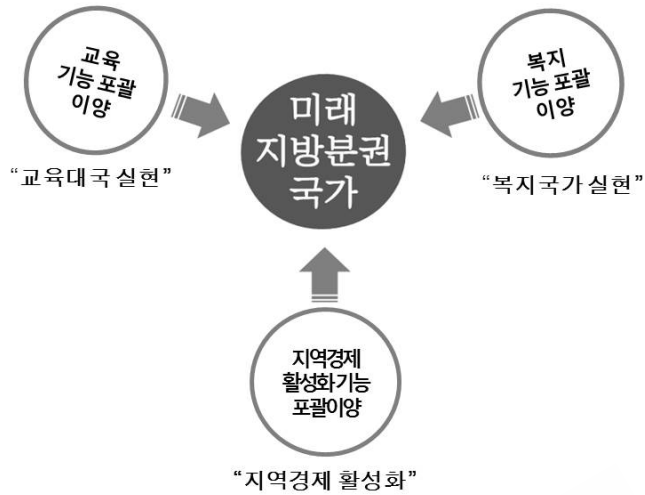 교육
기능 포괄
이양
“교육대국 실현”
미래
지방분권
국가
복지
기능 포괄
이양
“복지국가 실현”
지역경제
활성화 기능
포괄이양
“지역경제 활성화”